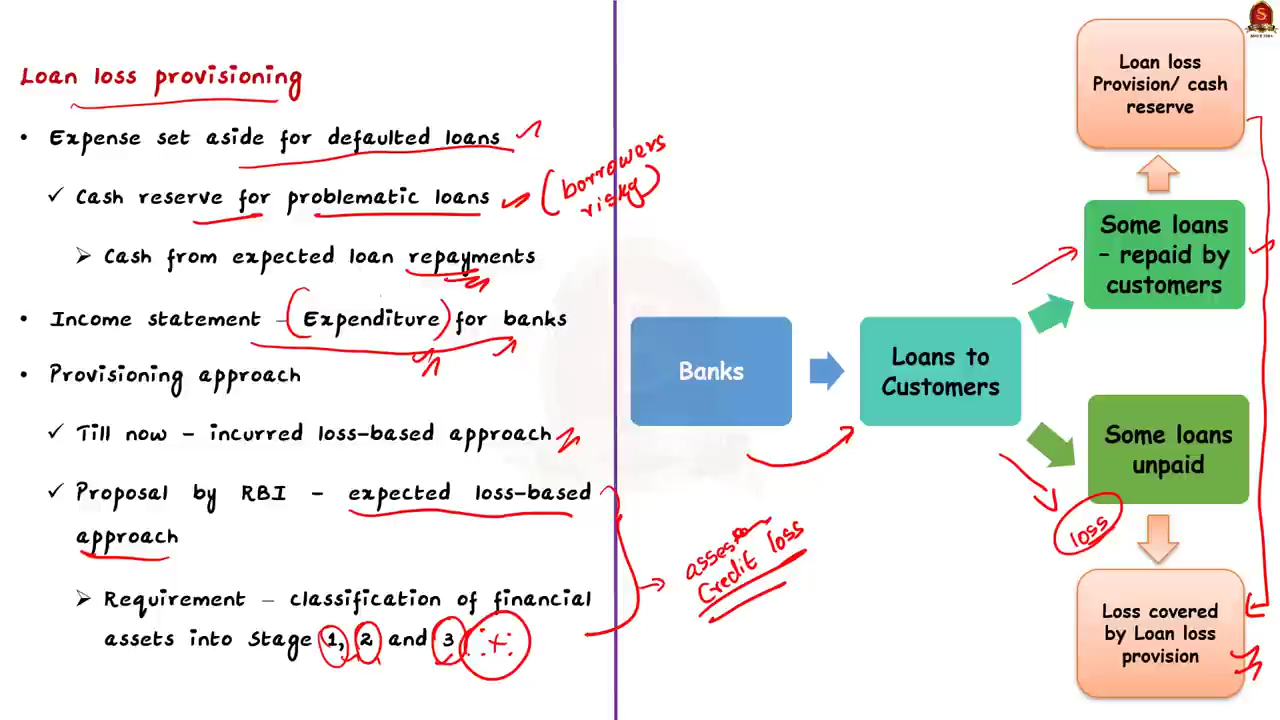 Loan loss provisioning
• Expense set aside for defaulted loans
✓ Cash reserve for problematic loans
(borrowers
risky)
➢ Cash from expected loan repayments
• Income statement – (Expenditure) for banks
• Provisioning approach
✓ Till now – incurred loss-based approach
✓ Proposal by RBI – expected loss-based
approach
➢ Requirement – classification of financial
assets into stage 1, 2 and 3
assess
Credit loss
Banks
Loans to
Customers
Loan loss
Provision/ cash
reserve
Some loans
– repaid by
customers
Some loans
unpaid
loss
Loss covered
by Loan loss
provision
S